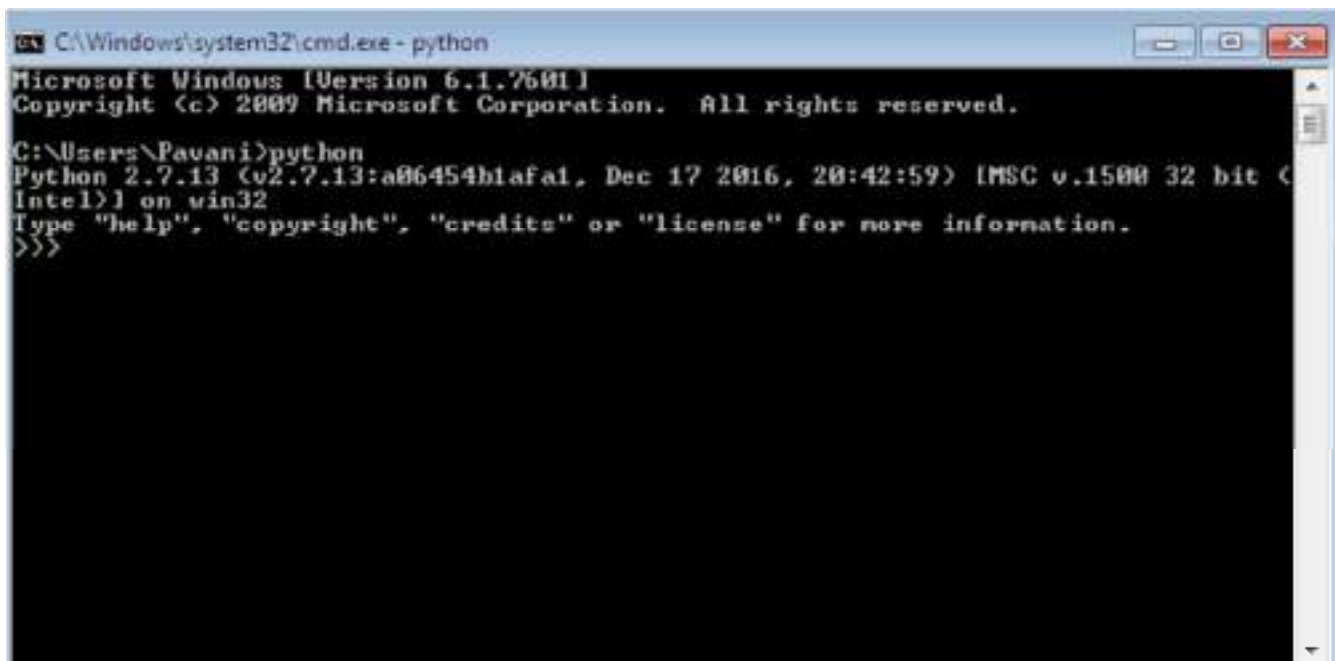 C:\Windows\system32\cmd.exe - python
Microsoft Windows [Version 6.1.7601]
Copyright (c) 2009 Microsoft Corporation.  All rights reserved.
C:\Users\Pavani>python
Python 2.7.13 (v2.7.13:a06454b1afa1, Dec 17 2016, 20:42:59) [MSC v.1500 32 bit (
Intel)] on win32
Type "help", "copyright", "credits" or "license" for more information.
>>>